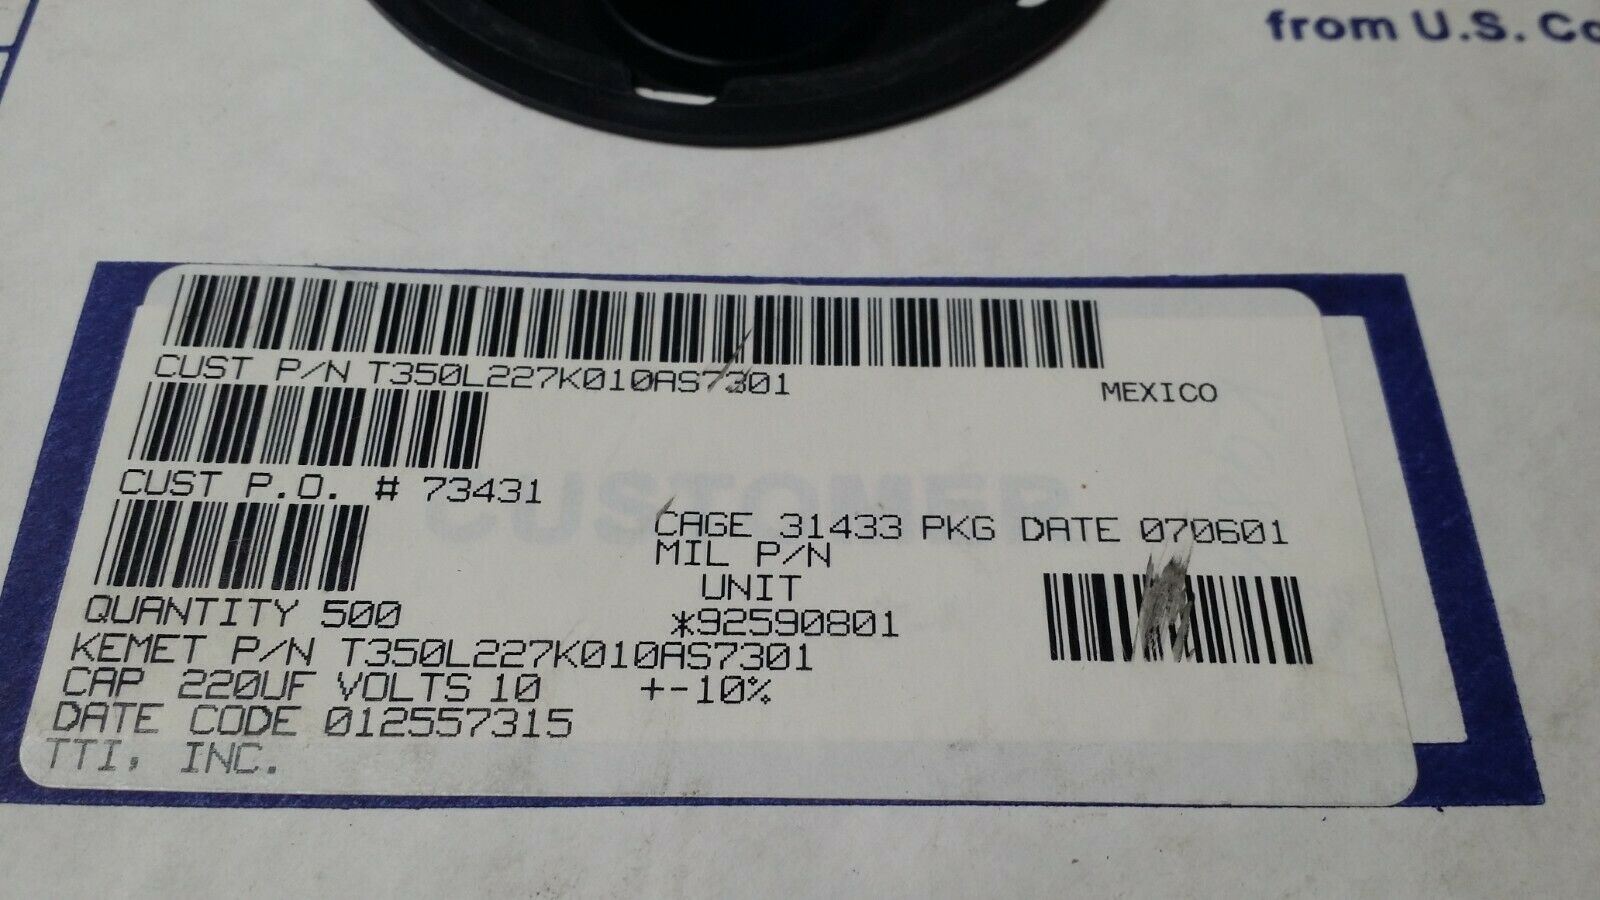 from U.S. Co
CUST P/N T350L227K010AS7301
MEXICO
CUST P.O. # 73431
CUSTOMER
CAGE 31433 PKG DATE 070601
MIL P/N
UNIT
QUANTITY 500
*92590801
KEMET P/N T350L227K010AS7301
CAP 220UF VOLTS 10 +-10%
DATE CODE 012557315
TTI, INC.